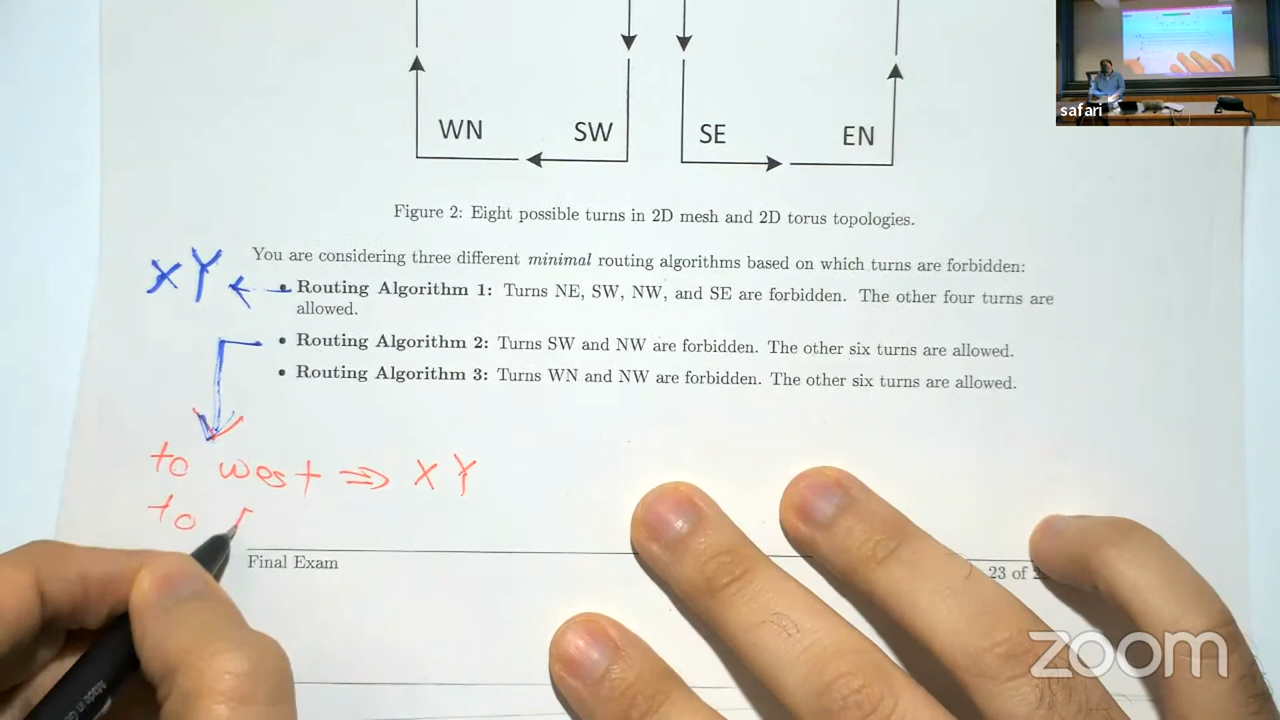 safari
WN SW SE EN
Figure 2: Eight possible turns in 2D mesh and 2D torus topologies.
You are considering three different minimal routing algorithms based on which turns are forbidden:
XY ← • Routing Algorithm 1: Turns NE, SW, NW, and SE are forbidden. The other four turns are
allowed.
• Routing Algorithm 2: Turns SW and NW are forbidden. The other six turns are allowed.
• Routing Algorithm 3: Turns WN and NW are forbidden. The other six turns are allowed.
to west ⇒ XY
to
Final Exam 23 of
zoom